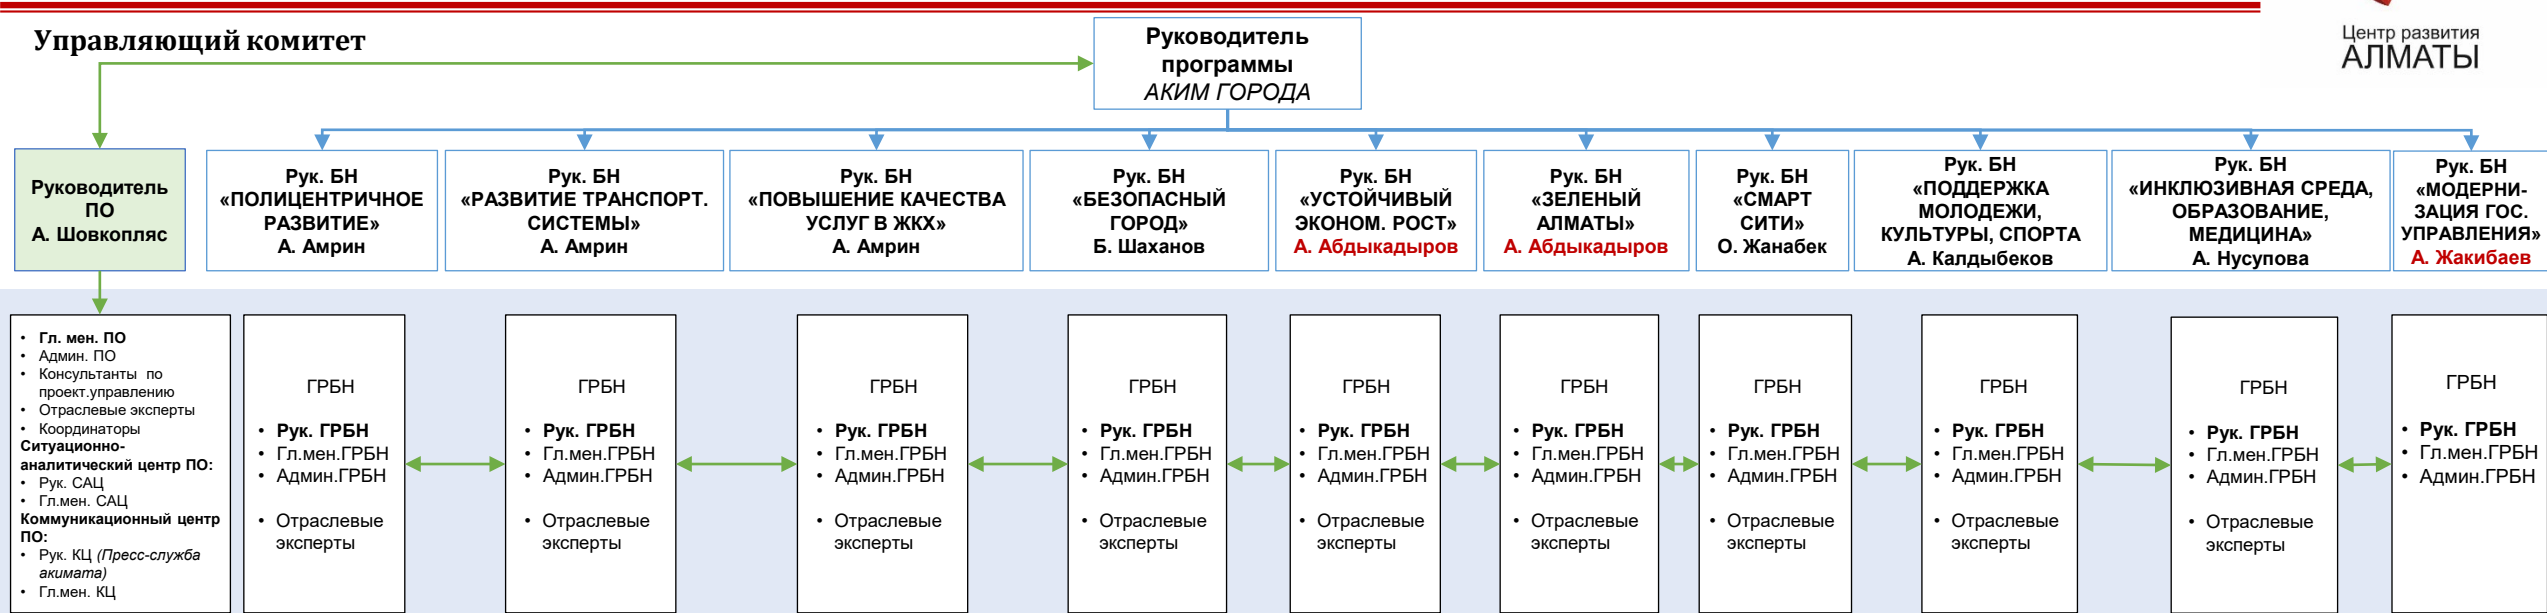 Управляющий комитет
Руководитель
программы
АКИМ ГОРОДА
Центр развития
АЛМАТЫ
Руководитель
ПО
А. Шовкопляс
Рук. БН
«ПОЛИЦЕНТРИЧНОЕ
РАЗВИТИЕ»
А. Амрин
Рук. БН
«РАЗВИТИЕ ТРАНСПОРТ.
СИСТЕМЫ»
А. Амрин
Рук. БН
«ПОВЫШЕНИЕ КАЧЕСТВА
УСЛУГ В ЖКХ»
А. Амрин
Рук. БН
«БЕЗОПАСНЫЙ
ГОРОД»
Б. Шаханов
Рук. БН
«УСТОЙЧИВЫЙ
ЭКОНОМ. РОСТ»
А. Абдыкадыров
Рук. БН
«ЗЕЛЕНЫЙ
АЛМАТЫ»
А. Абдыкадыров
Рук. БН
«СМАРТ
СИТИ»
О. Жанабек
Рук. БН
«ПОДДЕРЖКА
МОЛОДЕЖИ,
КУЛЬТУРЫ, СПОРТА
А. Калдыбеков
Рук. БН
«ИНКЛЮЗИВНАЯ СРЕДА,
ОБРАЗОВАНИЕ,
МЕДИЦИНА»
А. Нусупова
Рук. БН
«МОДЕРНИ-
ЗАЦИЯ ГОС.
УПРАВЛЕНИЯ»
А. Жакибаев
• Гл. мен. ПО
• Админ. ПО
• Консультанты по
проект.управлению
• Отраслевые эксперты
• Координаторы
Ситуационно-
аналитический центр ПО:
• Рук. САЦ
• Гл.мен. САЦ
Коммуникационный центр
ПО:
• Рук. КЦ (Пресс-служба
акимата)
• Гл.мен. КЦ
ГРБН
• Рук. ГРБН
• Гл.мен.ГРБН
• Админ.ГРБН
• Отраслевые
эксперты
ГРБН
• Рук. ГРБН
• Гл.мен.ГРБН
• Админ.ГРБН
• Отраслевые
эксперты
ГРБН
• Рук. ГРБН
• Гл.мен.ГРБН
• Админ.ГРБН
• Отраслевые
эксперты
ГРБН
• Рук. ГРБН
• Гл.мен.ГРБН
• Админ.ГРБН
• Отраслевые
эксперты
ГРБН
• Рук. ГРБН
• Гл.мен.ГРБН
• Админ.ГРБН
• Отраслевые
эксперты
ГРБН
• Рук. ГРБН
• Гл.мен.ГРБН
• Админ.ГРБН
• Отраслевые
эксперты
ГРБН
• Рук. ГРБН
• Гл.мен.ГРБН
• Админ.ГРБН
• Отраслевые
эксперты
ГРБН
• Рук. ГРБН
• Гл.мен.ГРБН
• Админ.ГРБН
• Отраслевые
эксперты
ГРБН
• Рук. ГРБН
• Гл.мен.ГРБН
• Админ.ГРБН
• Отраслевые
эксперты
ГРБН
• Рук. ГРБН
• Гл.мен.ГРБН
• Админ.ГРБН